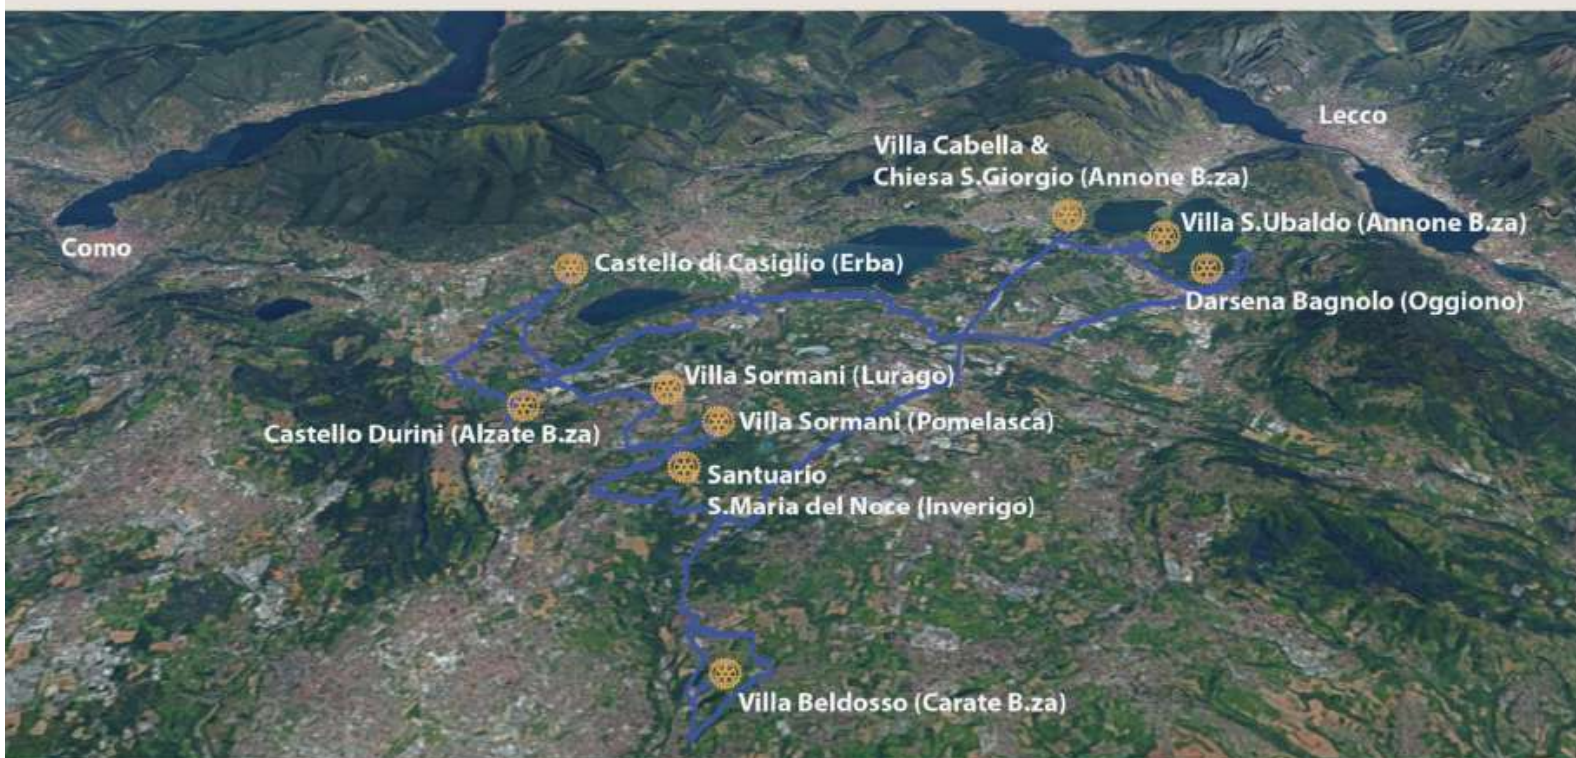 Lecco
Villa Cabella &
Chiesa S.Giorgio (Annone B.za)
Villa S.Ubaldo (Annone B.za)
Como
Castello di Casiglio (Erba)
Darsena Bagnolo (Oggiono)
Villa Sormani (Lurago)
Villa Sormani (Pomelasca)
Castello Durini (Alzate B.za)
Santuario
S.Maria del Noce (Inverigo)
Villa Beldosso (Carate B.za)